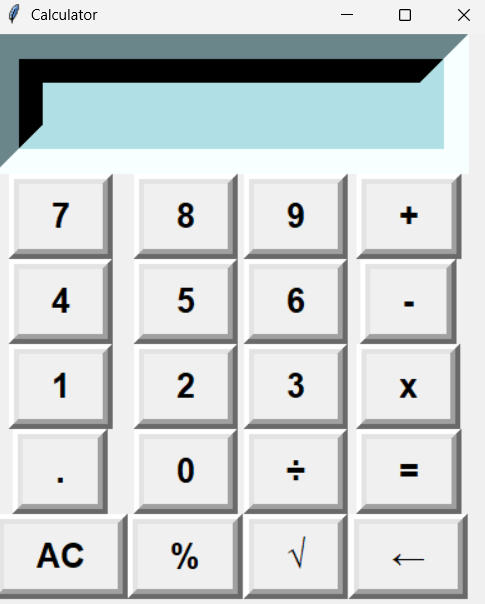 Calculator
7 8 9 +
4 5 6 -
1 2 3 x
. 0 ÷ =
AC % √ ←